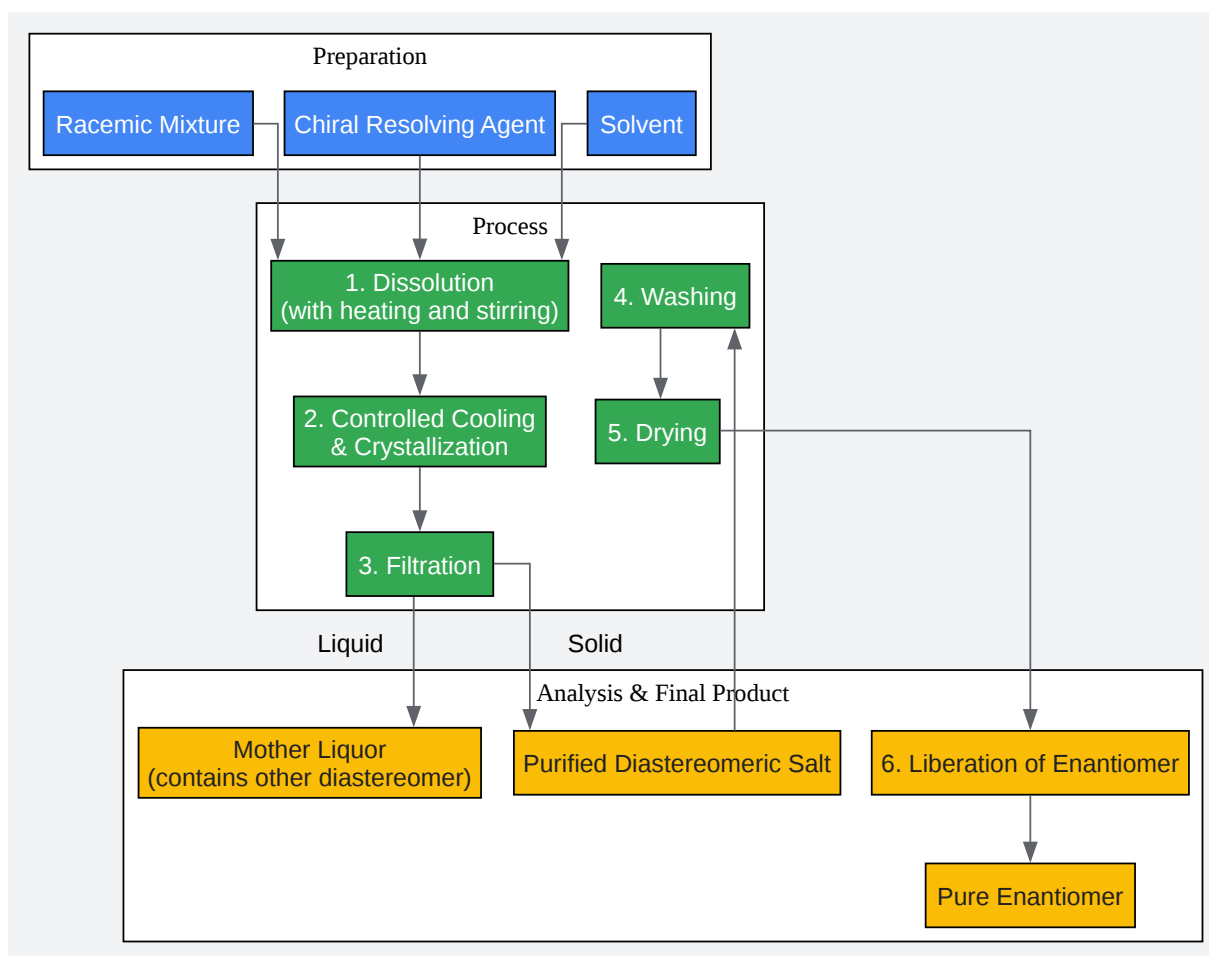 Preparation
Racemic Mixture
Chiral Resolving Agent
Solvent
Process
1. Dissolution
(with heating and stirring)
4. Washing
2. Controlled Cooling
& Crystallization
5. Drying
3. Filtration
Liquid
Solid
Analysis & Final Product
Mother Liquor
(contains other diastereomer)
Purified Diastereomeric Salt
6. Liberation of Enantiomer
Pure Enantiomer